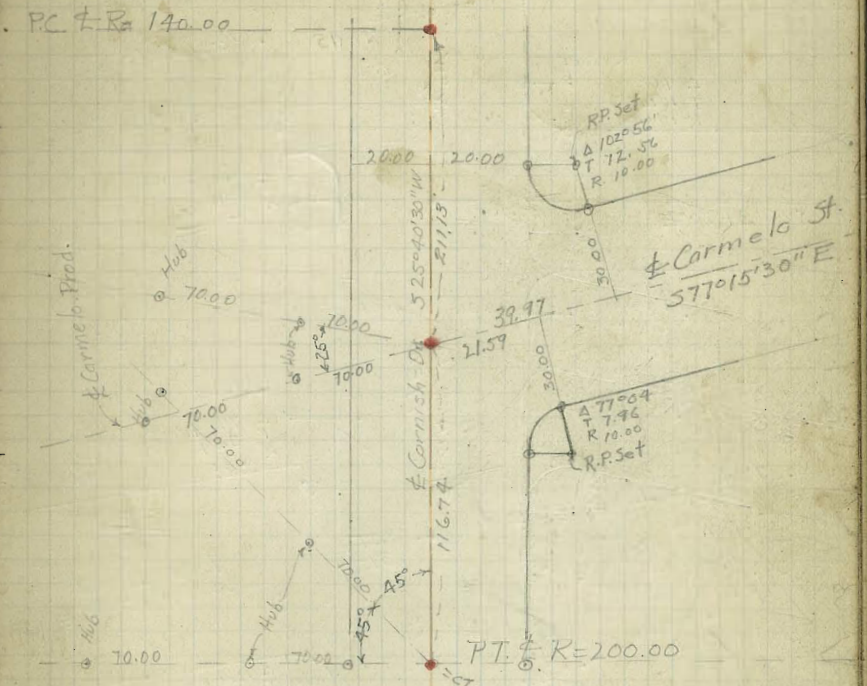 P.C ⅊ R= 140.00
R.P. Set
Δ 102°56'
T 12.56
R. 10.00
20.00 20.00
S 25°40'30" W
211.13
30.00
℄ Carmelo St.
S77°15'30" E
Hub
70.00
70.00
Hub
25°
70.00
39.97
21.59
℄ Carmelo Prod.
Hub
70.00
70.00
℄ Cornish Dr
30.00
Δ 77°04
T 7.96
R 10.00
R.P. Set
116.74
70.00
45°
45°
Hub
Hub
70.00
70.00
P.T. ℄ R=200.00